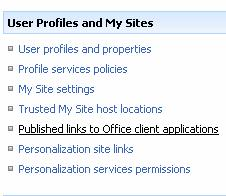 User Profiles and My Sites
User profiles and properties
Profile services policies
My Site settings
Trusted My Site host locations
Published links to Office client applications
Personalization site links
Personalization services permissions